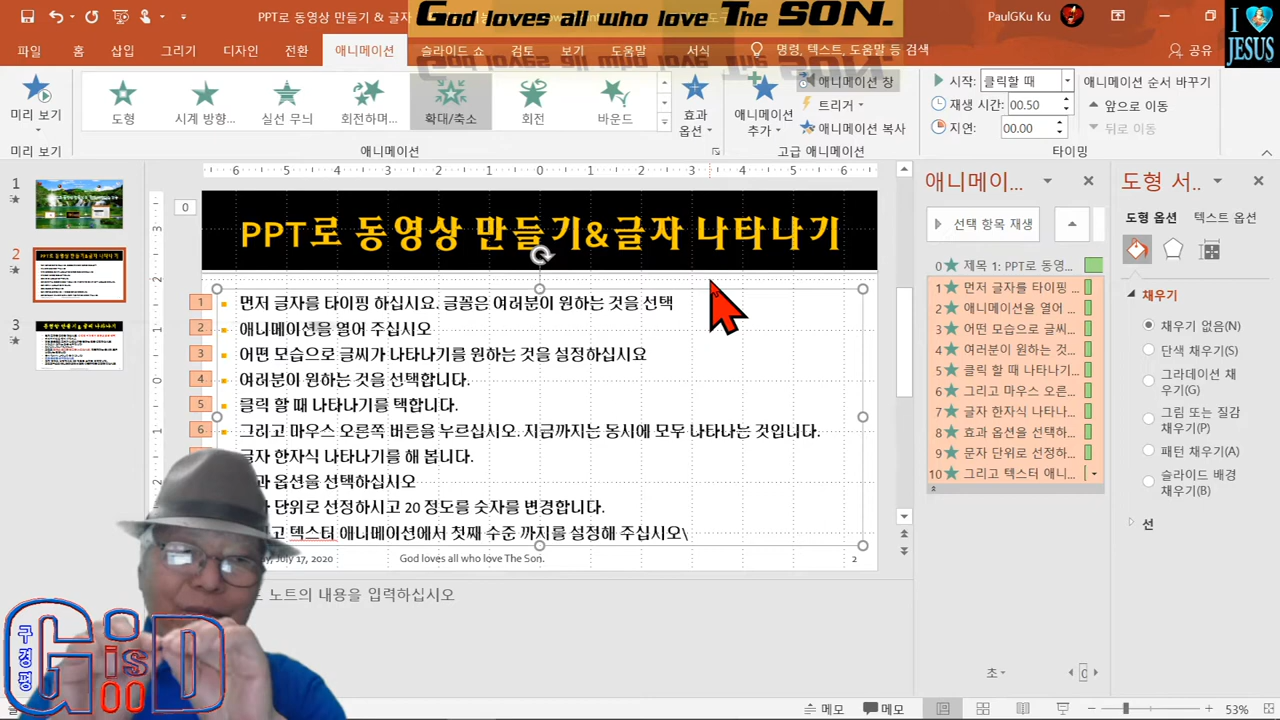 PPT로 동영상 만들기 & 글자
God loves all who love The SON.
PaulGKu Ku
I
JESUS
파일 홈 삽입 그리기 디자인 전환 애니메이션 슬라이드 쇼 검토 보기 도움말 서식 명령, 텍스트, 도움말 등 검색 공유
미리 보기
도형 시계 방향... 실선 무늬 회전하며... 확대/축소 회전 바운드
효과 옵션
애니메이션 추가
애니메이션 창
트리거
애니메이션 복사
시작: 클릭할 때
재생 시간: 00.50
지연: 00.00
애니메이션 순서 바꾸기
앞으로 이동
뒤로 이동
미리 보기 애니메이션 고급 애니메이션 타이밍
6 5 4 3 2 1 0 1 2 3 4 5 6
1
2
3
0
PPT로 동영상 만들기&글자 나타나기
1 먼저 글자를 타이핑 하십시요. 글꼴은 여러분이 원하는 것을 선택
2 애니메이션을 열어 주십시오
3 어떤 모습으로 글씨가 나타나기를 원하는 것을 설정하십시요
4 여러분이 원하는 것을 선택합니다.
5 클릭 할 때 나타나기를 택합니다.
6 그리고 마우스 오른쪽 버튼을 누르십시오. 지금까지는 동시에 모두 나타나는 것입니다.
글자 한자식 나타나기를 해 봅니다.
옵션을 선택하십시오
단위로 선정하시고 20 정도를 숫자를 변경합니다.
텍스터 애니메이션에서 첫째 수준 까지를 설정해 주십시오\
July 17, 2020
God loves all who love The Son.
2
노트의 내용을 입력하십시오
애니메이...
선택 항목 재생
제목 1: PPT로 동영...
먼저 글자를 타이...
애니메이션을 열어...
어떤 모습으로 글씨...
여러분이 원하는 것...
클릭 할 때 나타나기...
그리고 마우스 오른...
글자 한자식 나타나...
8 효과 옵션을 선택하...
9 문자 단위로 선정하...
10 그리고 텍스터 애니...
초
도형 서...
도형 옵션 텍스트 옵션
채우기
채우기 없음(N)
단색 채우기(S)
그라데이션 채우기(G)
그림 또는 질감 채우기(P)
패턴 채우기(A)
슬라이드 배경 채우기(B)
선
GOD
is
GOOD
구경평
메모 메모 53%